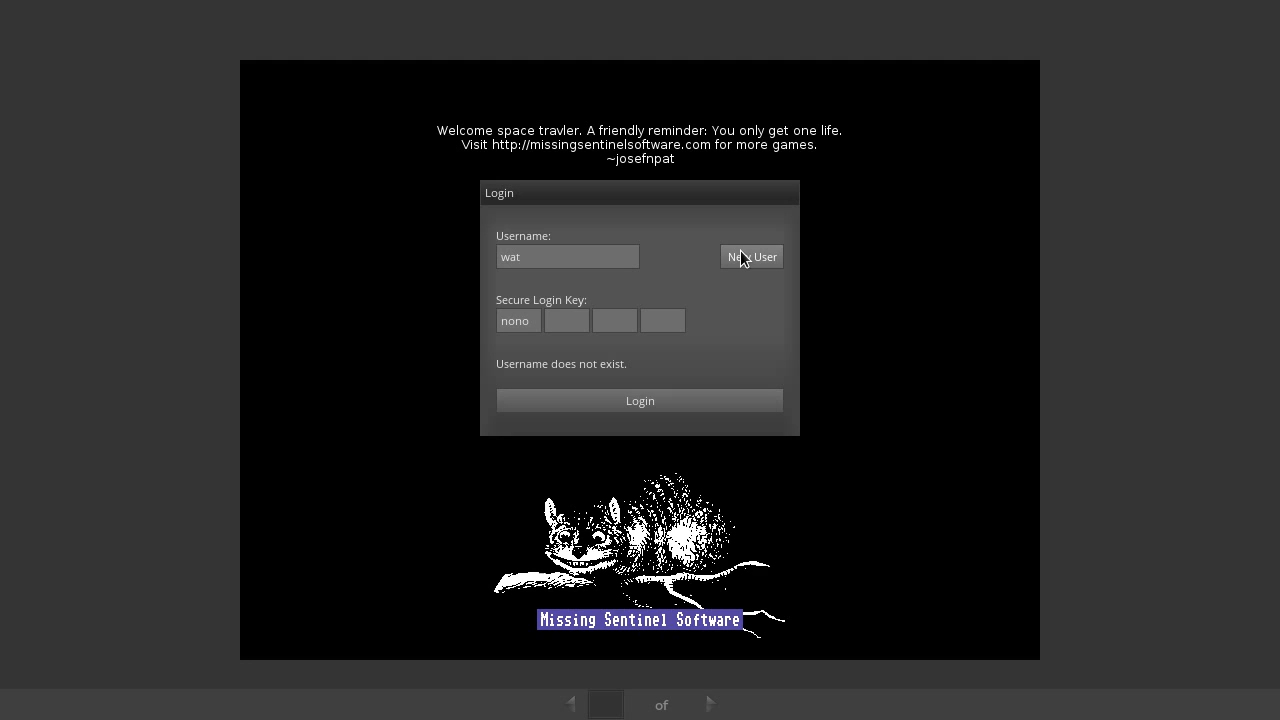 Welcome space travler. A friendly reminder: You only get one life.
Visit http://missingsentinelsoftware.com for more games.
~josefnpat
Login
Username:
wat
New User
Secure Login Key:
nono
Username does not exist.
Login
Missing Sentinel Software
of